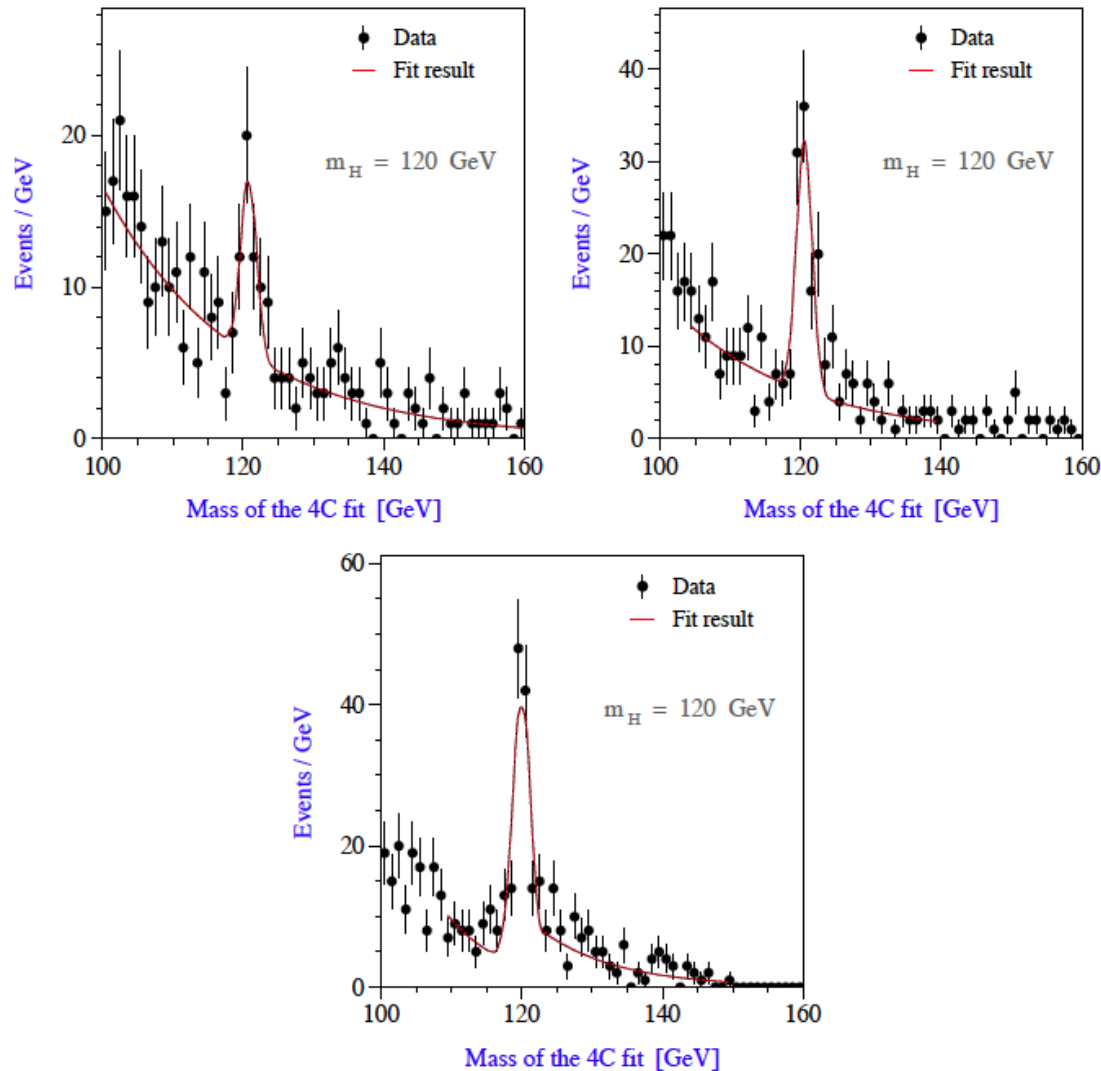 Data
Fit result
m_H = 120 GeV
Events / GeV
0
10
20
100
120
140
160
Mass of the 4C fit [GeV]
Data
Fit result
m_H = 120 GeV
Events / GeV
0
10
20
30
40
100
120
140
160
Mass of the 4C fit [GeV]
Data
Fit result
m_H = 120 GeV
Events / GeV
0
20
40
60
100
120
140
160
Mass of the 4C fit [GeV]